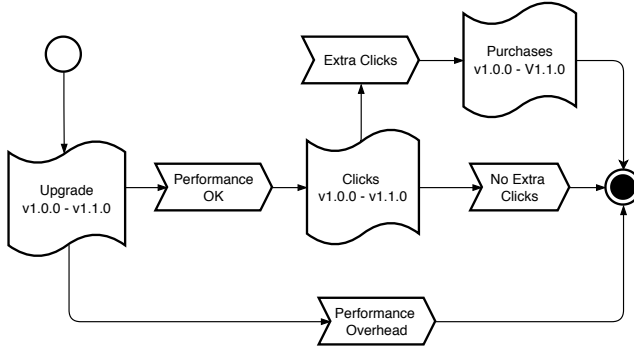 Purchases
v1.0.0 - V1.1.0
Extra Clicks
Upgrade
v1.0.0 - v1.1.0
Performance
OK
Clicks
v1.0.0 - v1.1.0
No Extra
Clicks
Performance
Overhead